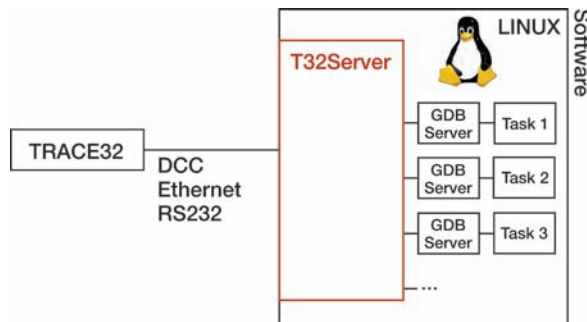 LINUX
Software
T32Server
GDB
Server
Task 1
TRACE32
DCC
Ethernet
RS232
GDB
Server
Task 2
GDB
Server
Task 3
...